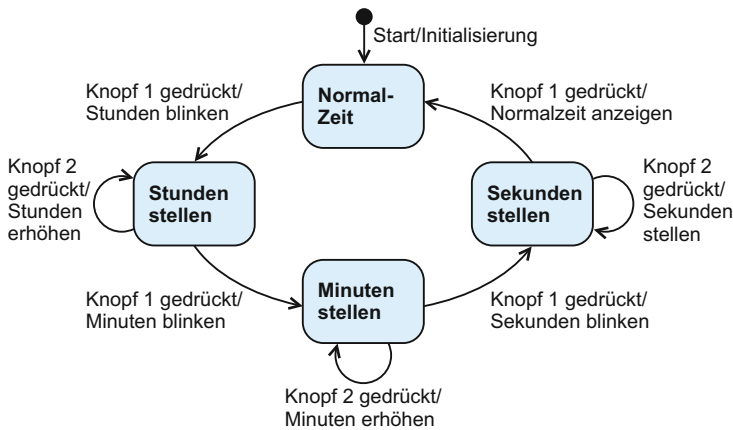 Start/Initialisierung
Normal-
Zeit
Knopf 1 gedrückt/
Stunden blinken
Knopf 1 gedrückt/
Normalzeit anzeigen
Knopf 2
gedrückt/
Stunden
erhöhen
Stunden
stellen
Sekunden
stellen
Knopf 2
gedrückt/
Sekunden
stellen
Knopf 1 gedrückt/
Minuten blinken
Minuten
stellen
Knopf 1 gedrückt/
Sekunden blinken
Knopf 2 gedrückt/
Minuten erhöhen